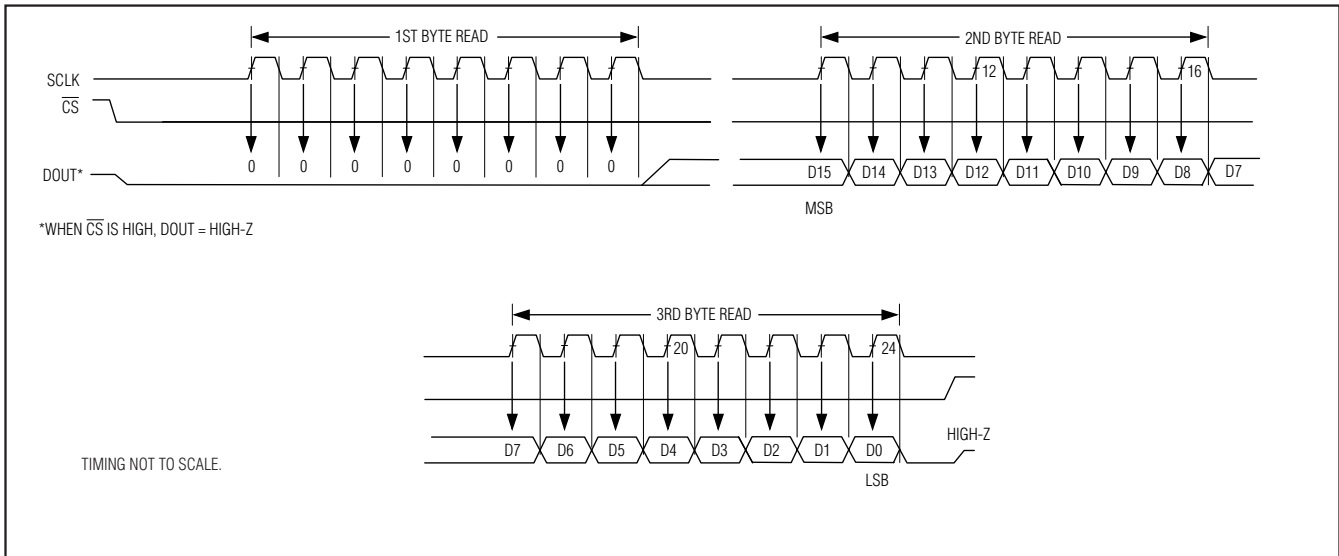 1ST BYTE READ
2ND BYTE READ
SCLK
12
16
CS
0 0 0 0 0 0 0 0
DOUT*
D15 D14 D13 D12 D11 D10 D9 D8 D7
MSB
*WHEN CS IS HIGH, DOUT = HIGH-Z
3RD BYTE READ
20
24
HIGH-Z
D7 D6 D5 D4 D3 D2 D1 D0
TIMING NOT TO SCALE.
LSB